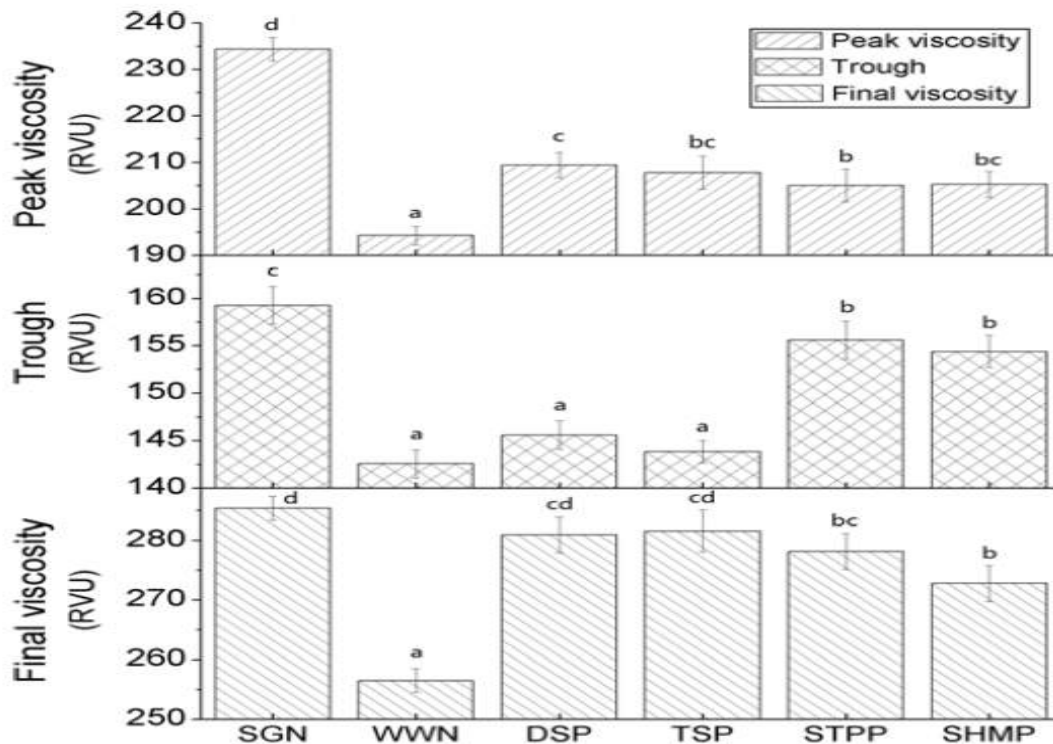 Peak viscosity
(RVU)
240
230
220
210
200
190
d
a
c
bc
b
bc
Peak viscosity
Trough
Final viscosity
Trough
(RVU)
160
155
150
145
140
c
a
a
a
b
b
Final viscosity
(RVU)
280
270
260
250
d
a
cd
cd
bc
b
SGN WWN DSP TSP STPP SHMP